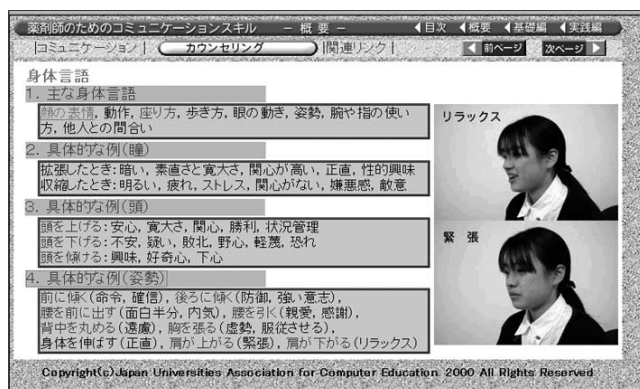 薬剤師のためのコミュニケーションスキル － 概 要 － ◀目次 ◀概要 ◀基礎編 ◀実践編
|コミュニケーション| カウンセリング |関連リンク| ◀ 前ページ 次ページ ▶
身体言語
1. 主な身体言語
顔の表情, 動作, 座り方, 歩き方, 眼の動き, 姿勢, 腕や指の使い
方, 他人との間合い
2. 具体的な例(瞳)
拡張したとき:暗い, 素直さと寛大さ, 関心が高い, 正直, 性的興味
収縮したとき:明るい, 疲れ, ストレス, 関心がない, 嫌悪感, 敵意
3. 具体的な例(頭)
頭を上げる:安心, 寛大さ, 関心, 勝利, 状況管理
頭を下げる:不安, 疑い, 敗北, 野心, 軽蔑, 恐れ
頭を傾ける:興味, 好奇心, 下心
4. 具体的な例(姿勢)
前に傾く(命令, 確信), 後ろに傾く(防御, 強い意志),
腰を前に出す(面白半分, 内気), 腰を引く(親愛, 感謝),
背中を丸める(遠慮), 胸を張る(虚勢, 服従させる),
身体を伸ばす(正直), 肩が上がる(緊張), 肩が下がる(リラックス)
リラックス
緊 張
Copyright(c)Japan Universities Association for Computer Education. 2000 All Rights Reserved